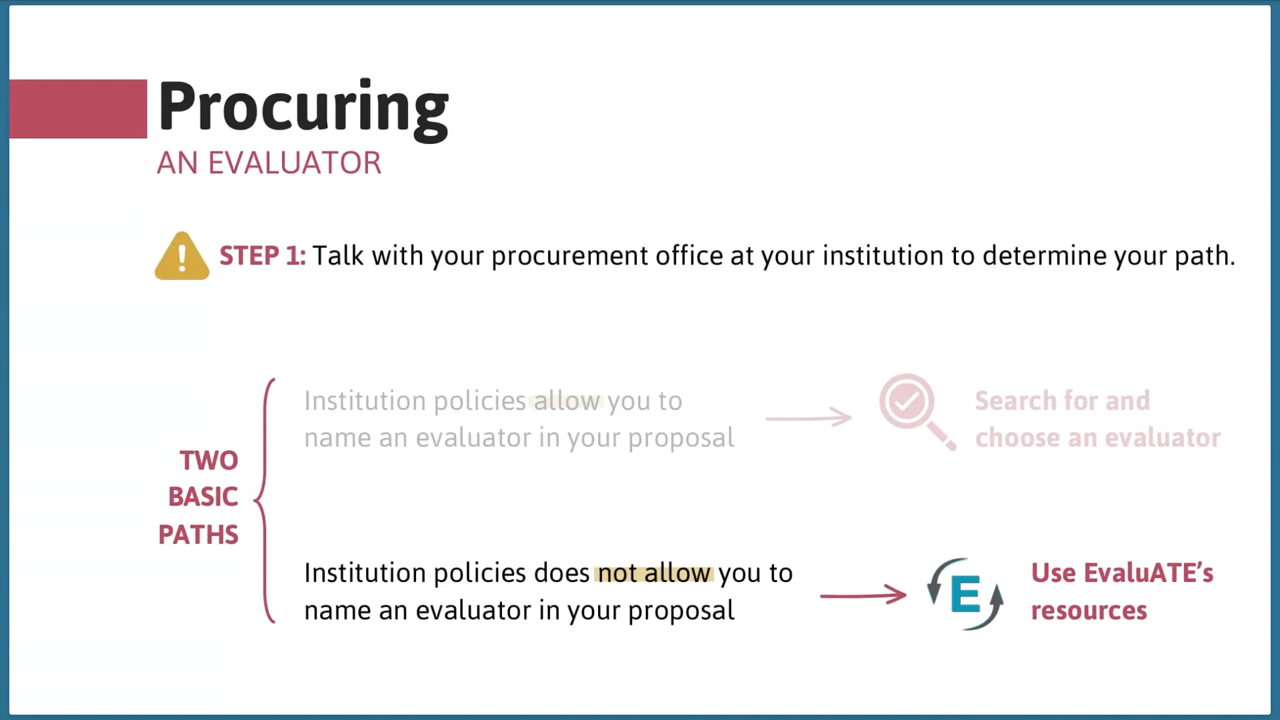 Procuring
AN EVALUATOR
STEP 1: Talk with your procurement office at your institution to determine your path.
TWO
BASIC
PATHS
Institution policies allow you to
name an evaluator in your proposal
Search for and
choose an evaluator
Institution policies does not allow you to
name an evaluator in your proposal
E
Use EvaluATE's
resources